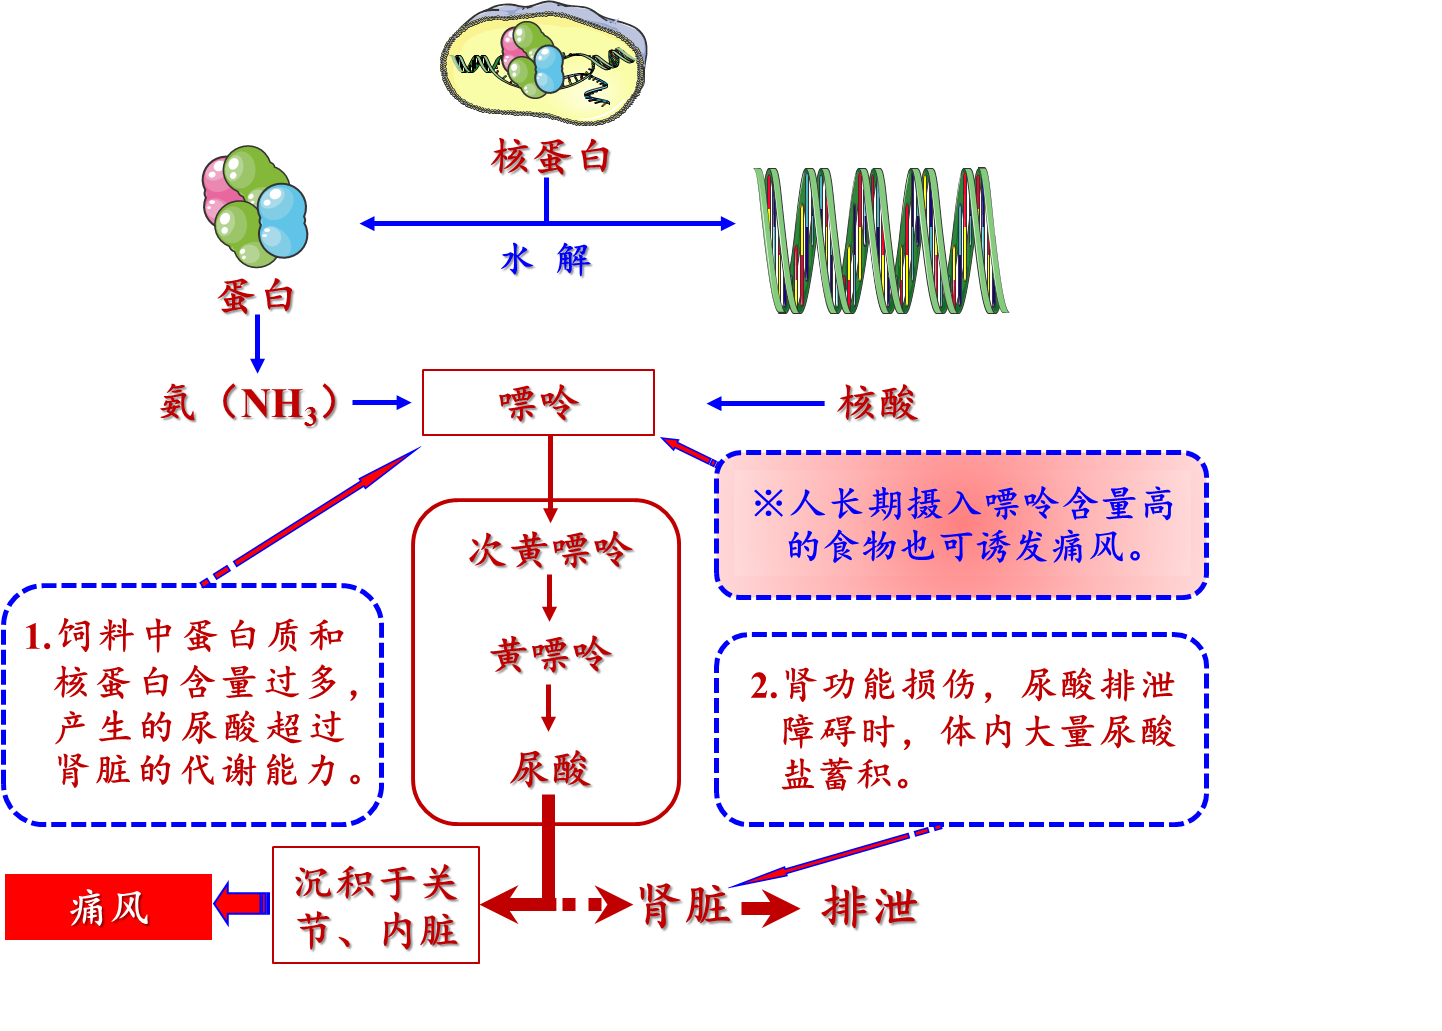 核蛋白
水 解
蛋白
氨（NH₃）
嘌呤
核酸
※人长期摄入嘌呤含量高
的食物也可诱发痛风。
次黄嘌呤
黄嘌呤
尿酸
1.饲料中蛋白质和
核蛋白含量过多，
产生的尿酸超过
肾脏的代谢能力。
2.肾功能损伤，尿酸排泄
障碍时，体内大量尿酸
盐蓄积。
痛风
沉积于关
节、内脏
肾脏
排泄